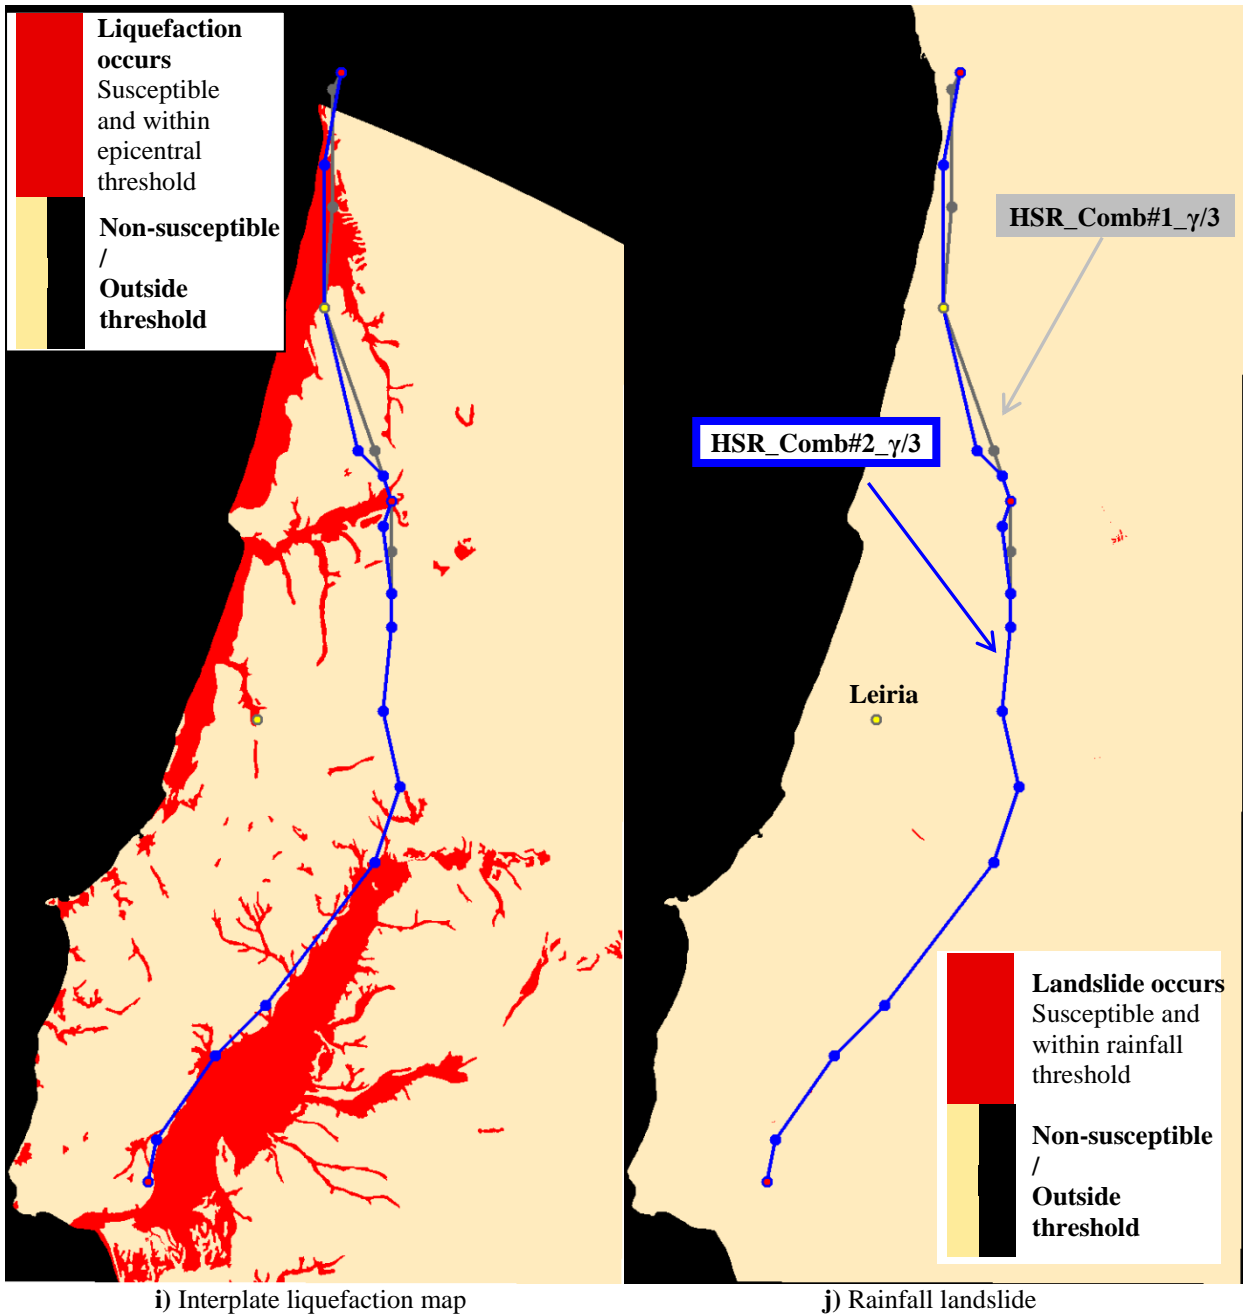 Liquefaction
occurs
Susceptible
and within
epicentral
threshold
Non-susceptible
/
Outside
threshold
HSR_Comb#1_γ/3
HSR_Comb#2_γ/3
Leiria
Landslide occurs
Susceptible and
within rainfall
threshold
Non-susceptible
/
Outside
threshold
i) Interplate liquefaction map
j) Rainfall landslide